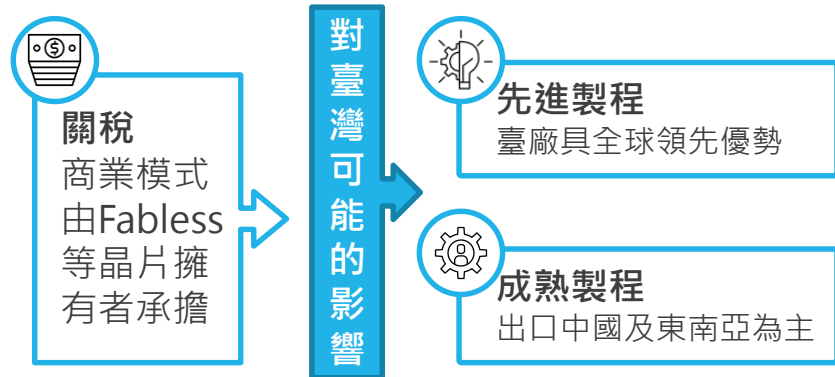 關稅
商業模式
由Fabless
等晶片擁
有者承擔
對臺灣可能的影響
先進製程
臺廠具全球領先優勢
成熟製程
出口中國及東南亞為主